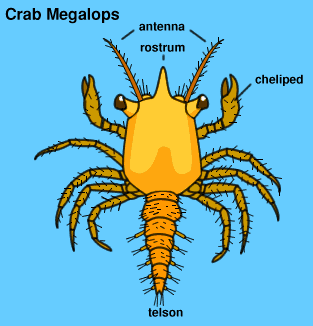 Crab Megalops
antenna
rostrum
cheliped
telson